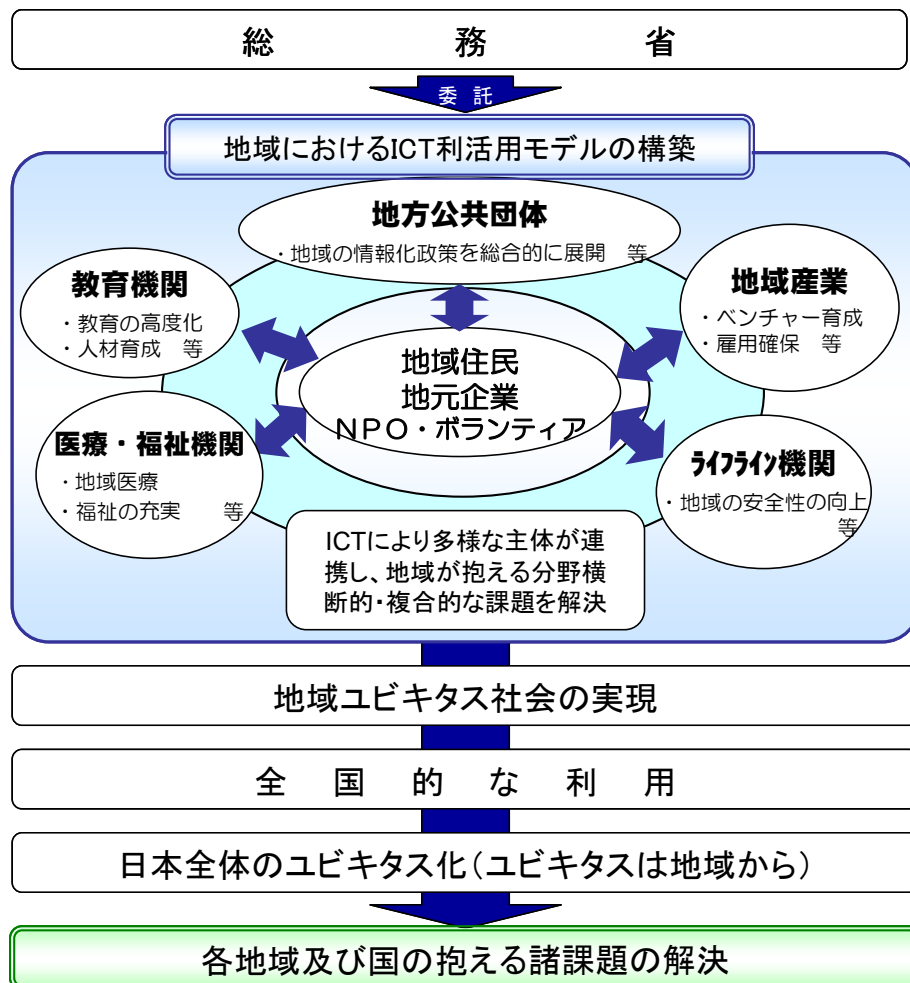 総務省
委託
地域におけるICT利活用モデルの構築
地方公共団体
・地域の情報化政策を総合的に展開　等
教育機関
・教育の高度化
・人材育成　等
地域産業
・ベンチャー育成
・雇用確保　等
地域住民
地元企業
NPO・ボランティア
医療・福祉機関
・地域医療
・福祉の充実　等
ﾗｲﾌﾗｲﾝ機関
・地域の安全性の向上
等
ICTにより多様な主体が連
携し、地域が抱える分野横
断的・複合的な課題を解決
地域ユビキタス社会の実現
全国的な利用
日本全体のユビキタス化（ユビキタスは地域から）
各地域及び国の抱える諸課題の解決